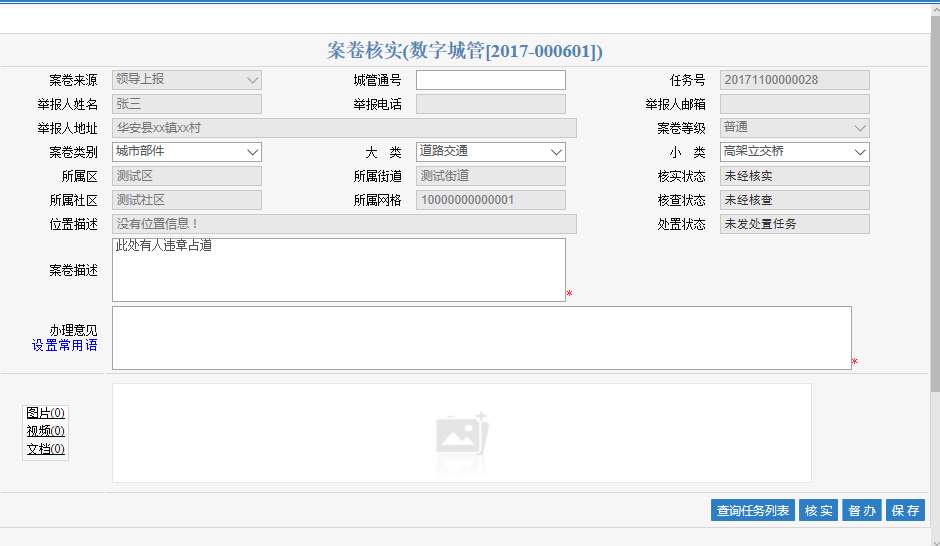 案卷核实(数字城管[2017-000601])
案卷来源 领导上报 城管通号 任务号 20171100000028
举报人姓名 张三 举报电话 举报人邮箱
举报人地址 华安县xx镇xx村 案卷等级 普通
案卷类别 城市部件 大 类 道路交通 小 类 高架立交桥
所属区 测试区 所属街道 测试街道 核实状态 未经核实
所属社区 测试社区 所属网格 10000000000001 核查状态 未经核查
位置描述 没有位置信息！ 处置状态 未发处置任务
此处有人违章占道
案卷描述
*
办理意见
设置常用语
*
图片(0)
视频(0)
文档(0)
查询任务列表 核实 督办 保存